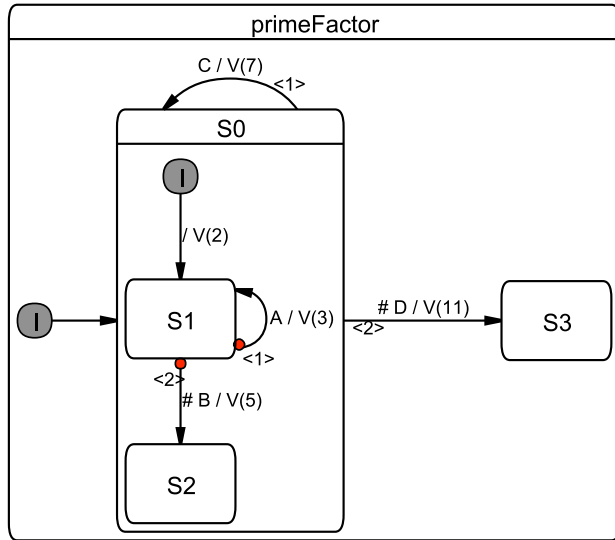 primeFactor
C / V(7)
<1>
S0
I
/ V(2)
I
S1
A / V(3)
<1>
<2>
# B / V(5)
S2
# D / V(11)
<2>
S3